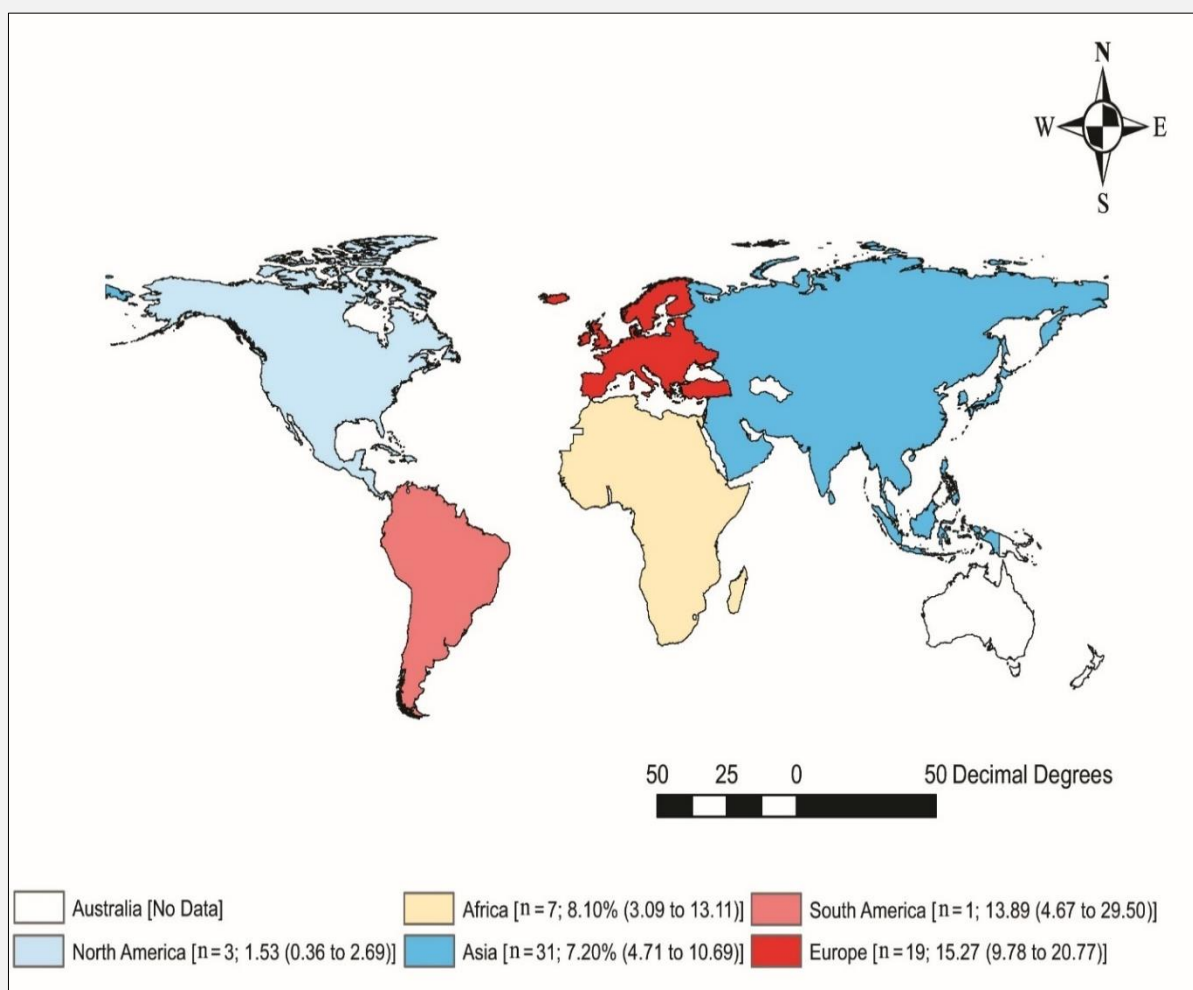 N
W E
S
50 25 0 50 Decimal Degrees
Australia [No Data] Africa [n=7; 8.10% (3.09 to 13.11)] South America [n=1; 13.89 (4.67 to 29.50)]
North America [n=3; 1.53 (0.36 to 2.69)] Asia [n=31; 7.20% (4.71 to 10.69)] Europe [n=19; 15.27 (9.78 to 20.77)]